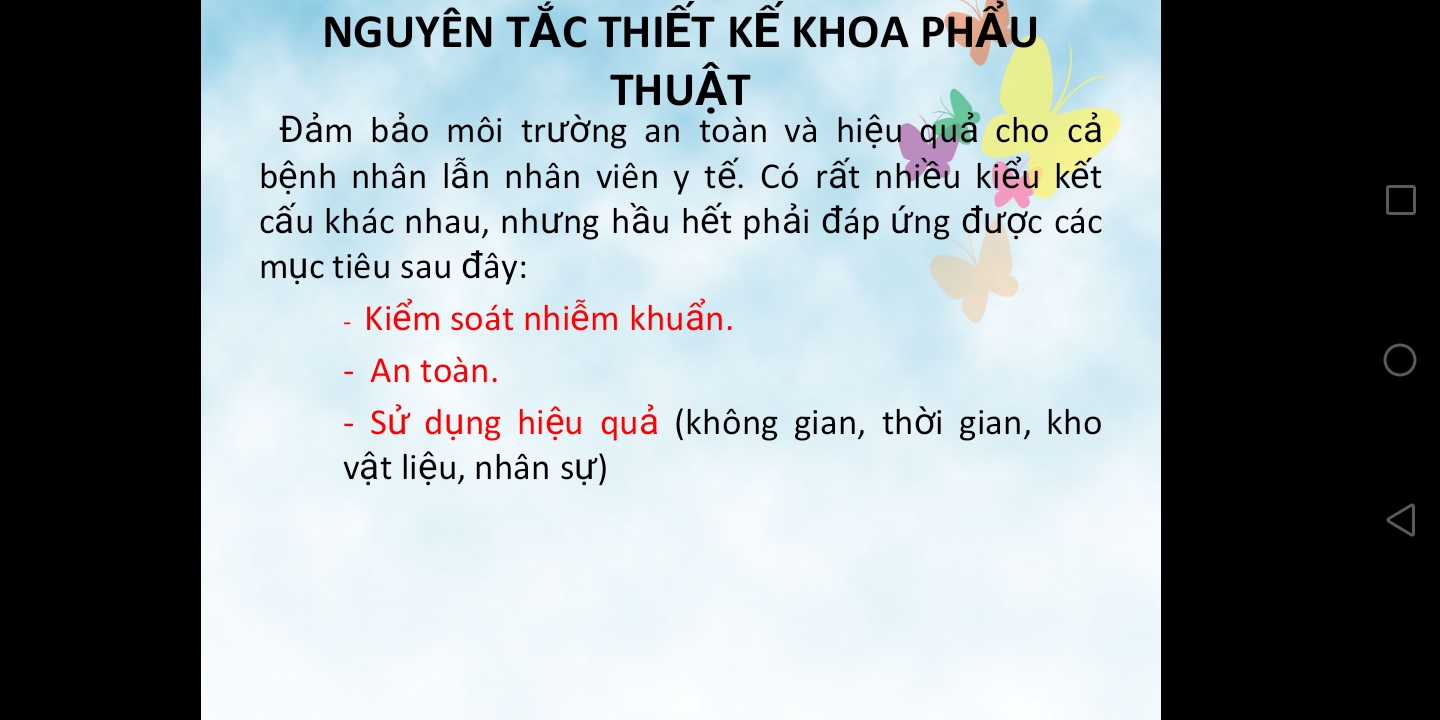 NGUYÊN TẮC THIẾT KẾ KHOA PHẨU
THUẬT
Đảm bảo môi trường an toàn và hiệu quả cho cả
bệnh nhân lẫn nhân viên y tế. Có rất nhiều kiểu kết
cấu khác nhau, nhưng hầu hết phải đáp ứng được các
mục tiêu sau đây:
- Kiểm soát nhiễm khuẩn.
- An toàn.
- Sử dụng hiệu quả (không gian, thời gian, kho
vật liệu, nhân sự)